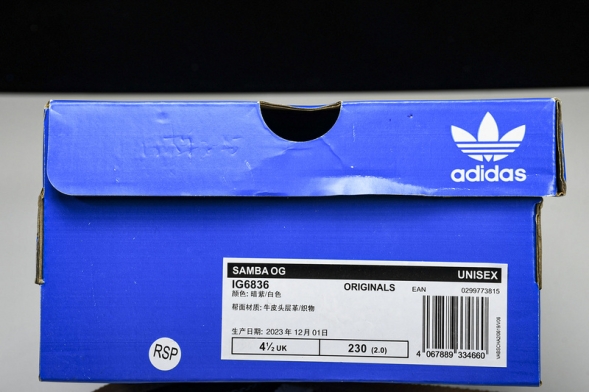 adidas
SAMBA OG UNISEX
IG6836 ORIGINALS EAN 0299773815
颜色: 暗紫/白色
帮面材质: 牛皮头层革/织物
生产日期: 2023 年 12 月 01日
4½ UK 230 (2.0)
4 067889 334660
RSP